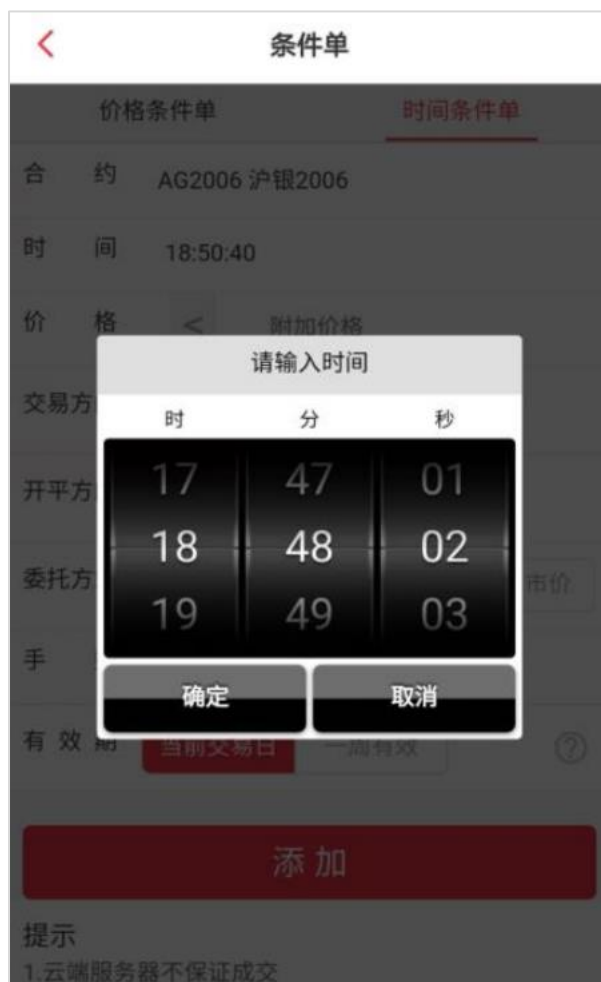 <
条件单
价格条件单 时间条件单
合 约 AG2006 沪银2006
时 间 18:50:40
价 格 < 附加价格
请输入时间
交易方
时 分 秒
17 47 01
开平方
18 48 02
委托方 市价
19 49 03
手
确定 取消
有 效 期 当前交易日 一周有效 ?
添 加
提示
1.云端服务器不保证成交